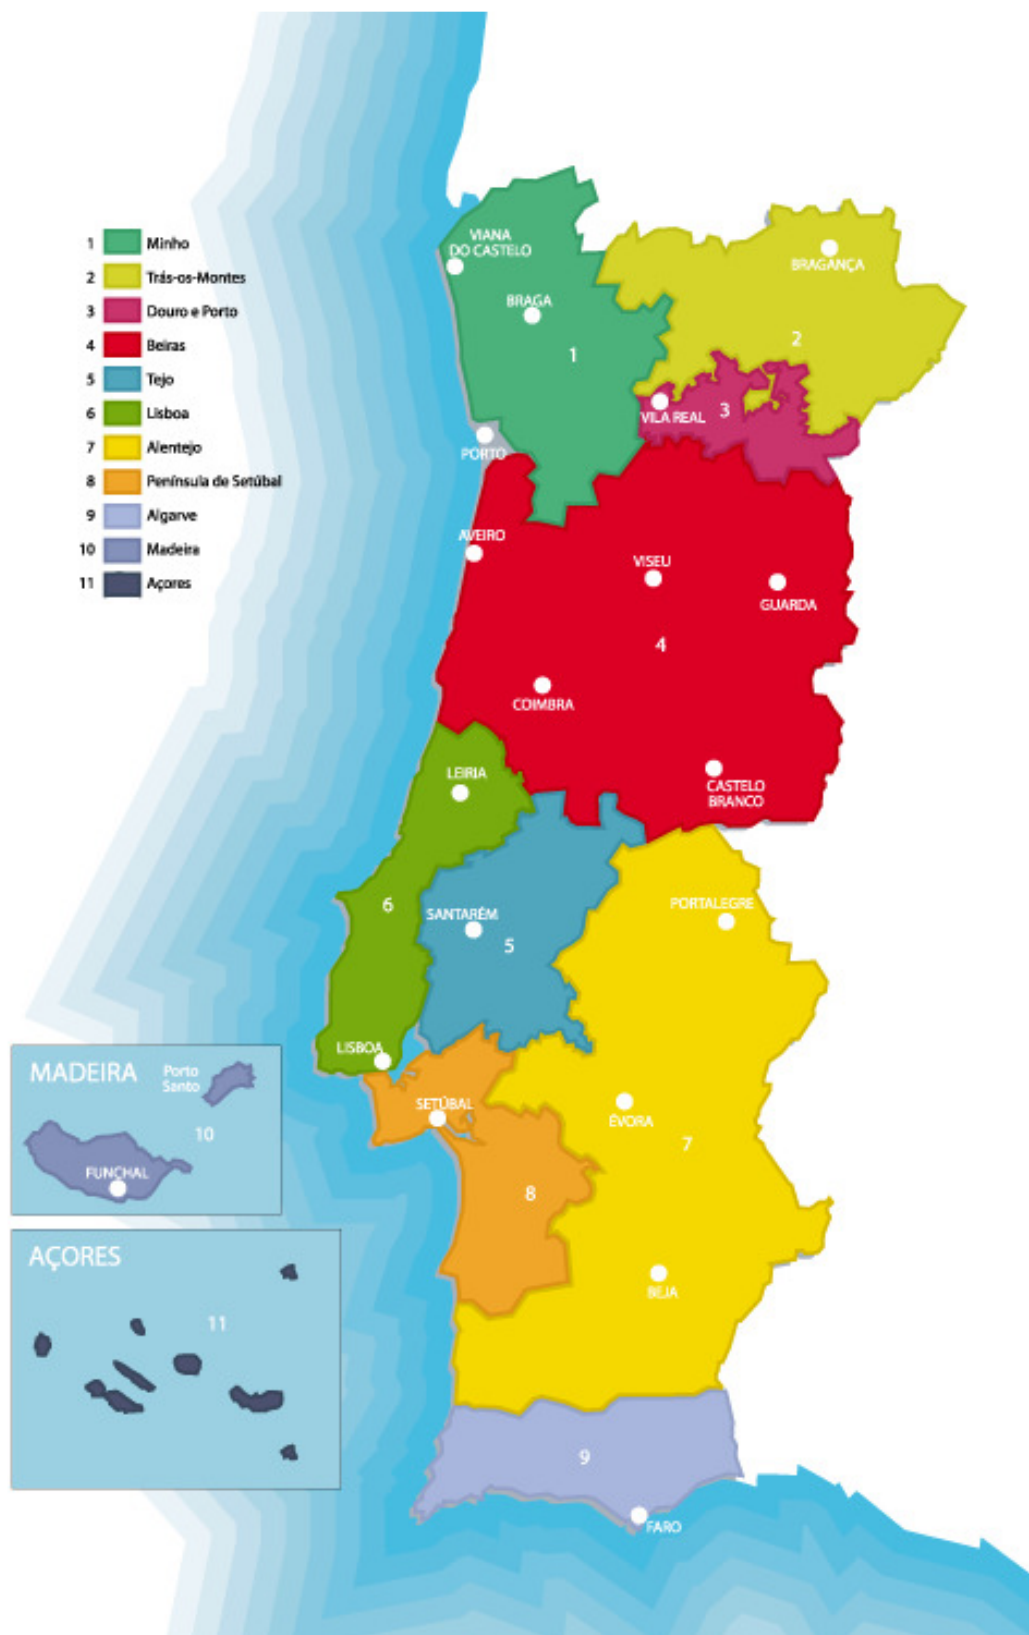 1 Minho
2 Trás-os-Montes
3 Douro e Porto
4 Beiras
5 Tejo
6 Lisboa
7 Alentejo
8 Península de Setúbal
9 Algarve
10 Madeira
11 Açores
VIANA
DO CASTELO
BRAGA
1
BRAGANÇA
2
VILA REAL
3
PORTO
AVEIRO
VISEU
GUARDA
4
COIMBRA
CASTELO
BRANCO
LEIRIA
6
SANTARÉM
5
PORTALEGRE
LISBOA
SETÚBAL
ÉVORA
7
8
BEJA
9
FARO
MADEIRA
Porto
Santo
10
FUNCHAL
AÇORES
11